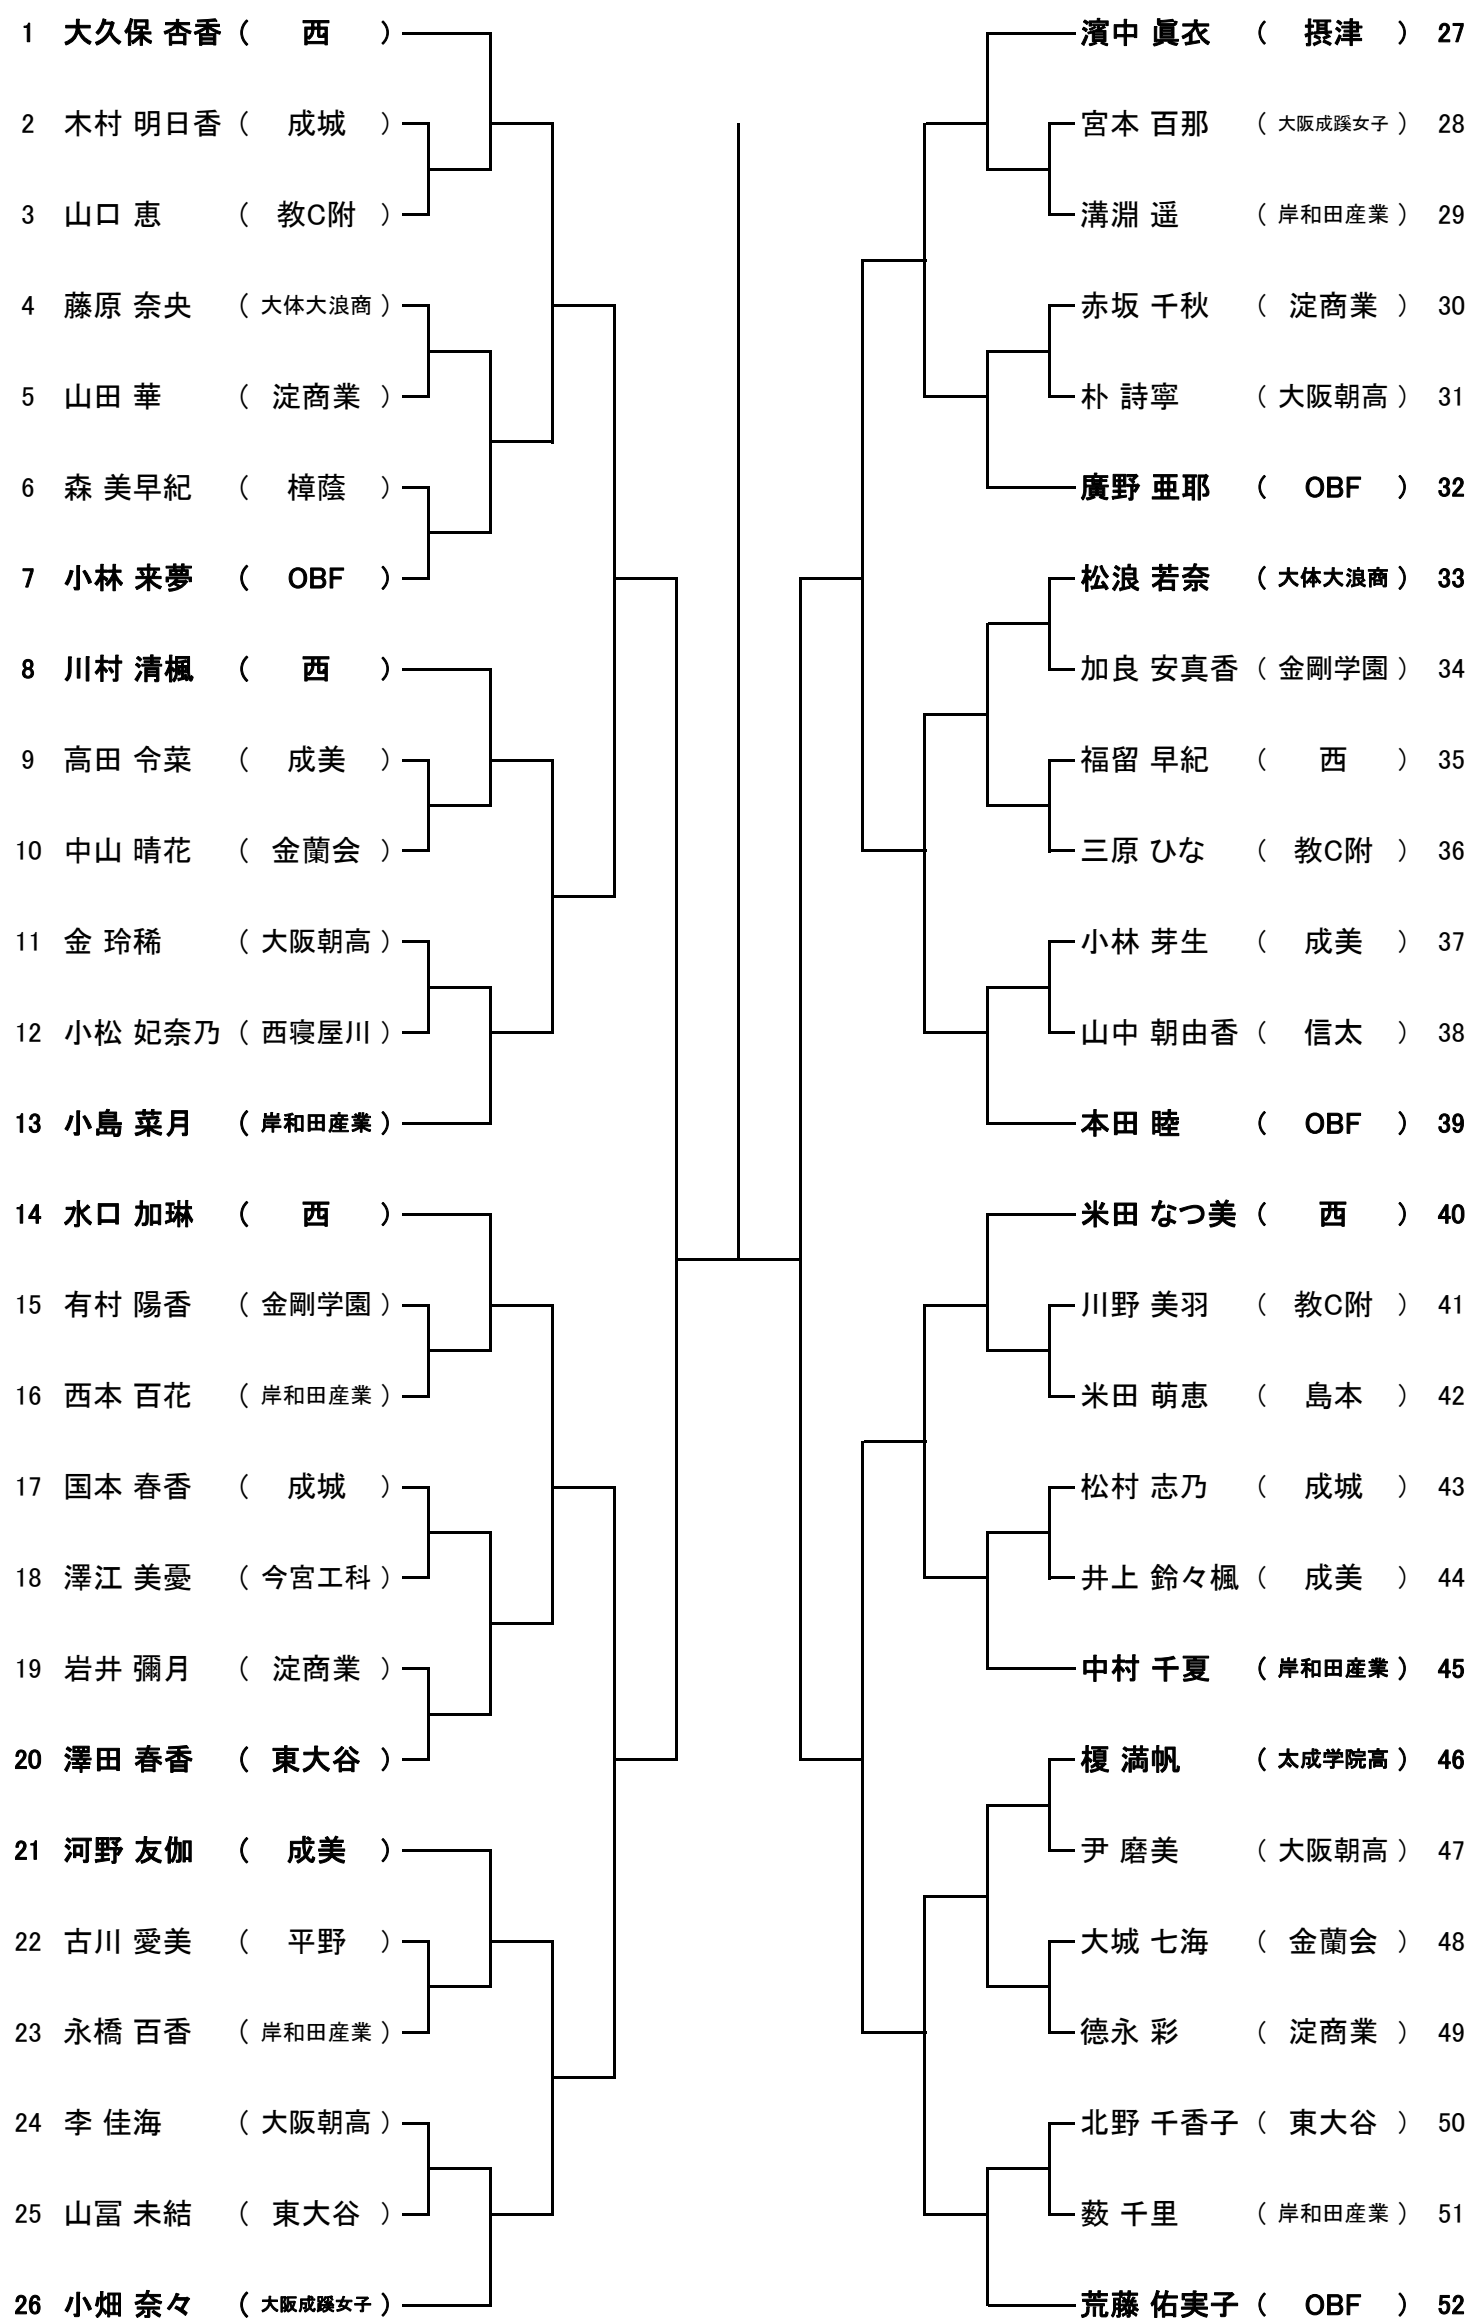 1 大久保 杏香 ( 西 )
2 木村 明日香 ( 成城 )
3 山口 恵 ( 教C附 )
4 藤原 奈央 ( 大体大浪商 )
5 山田 華 ( 淀商業 )
6 森 美早紀 ( 樟蔭 )
7 小林 来夢 ( OBF )
8 川村 清楓 ( 西 )
9 高田 令菜 ( 成美 )
10 中山 晴花 ( 金蘭会 )
11 金 玲稀 ( 大阪朝高 )
12 小松 妃奈乃 ( 西寝屋川 )
13 小島 菜月 ( 岸和田産業 )
14 水口 加琳 ( 西 )
15 有村 陽香 ( 金剛学園 )
16 西本 百花 ( 岸和田産業 )
17 国本 春香 ( 成城 )
18 澤江 美憂 ( 今宮工科 )
19 岩井 彌月 ( 淀商業 )
20 澤田 春香 ( 東大谷 )
21 河野 友伽 ( 成美 )
22 古川 愛美 ( 平野 )
23 永橋 百香 ( 岸和田産業 )
24 李 佳海 ( 大阪朝高 )
25 山冨 未結 ( 東大谷 )
26 小畑 奈々 ( 大阪成蹊女子 )
濱中 眞衣 ( 摂津 ) 27
宮本 百那 ( 大阪成蹊女子 ) 28
溝淵 遥 ( 岸和田産業 ) 29
赤坂 千秋 ( 淀商業 ) 30
朴 詩寧 ( 大阪朝高 ) 31
廣野 亜耶 ( OBF ) 32
松浪 若奈 ( 大体大浪商 ) 33
加良 安真香 ( 金剛学園 ) 34
福留 早紀 ( 西 ) 35
三原 ひな ( 教C附 ) 36
小林 芽生 ( 成美 ) 37
山中 朝由香 ( 信太 ) 38
本田 睦 ( OBF ) 39
米田 なつ美 ( 西 ) 40
川野 美羽 ( 教C附 ) 41
米田 萌恵 ( 島本 ) 42
松村 志乃 ( 成城 ) 43
井上 鈴々楓 ( 成美 ) 44
中村 千夏 ( 岸和田産業 ) 45
榎 満帆 ( 太成学院高 ) 46
尹 磨美 ( 大阪朝高 ) 47
大城 七海 ( 金蘭会 ) 48
德永 彩 ( 淀商業 ) 49
北野 千香子 ( 東大谷 ) 50
薮 千里 ( 岸和田産業 ) 51
荒藤 佑実子 ( OBF ) 52